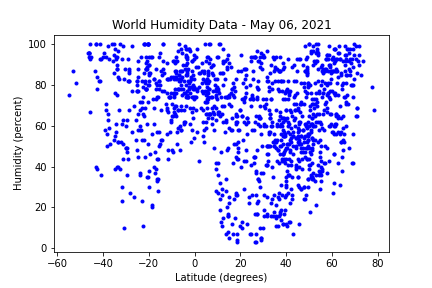 World Humidity Data - May 06, 2021
Humidity (percent)
100
80
60
40
20
0
−60 −40 −20 0 20 40 60 80
Latitude (degrees)